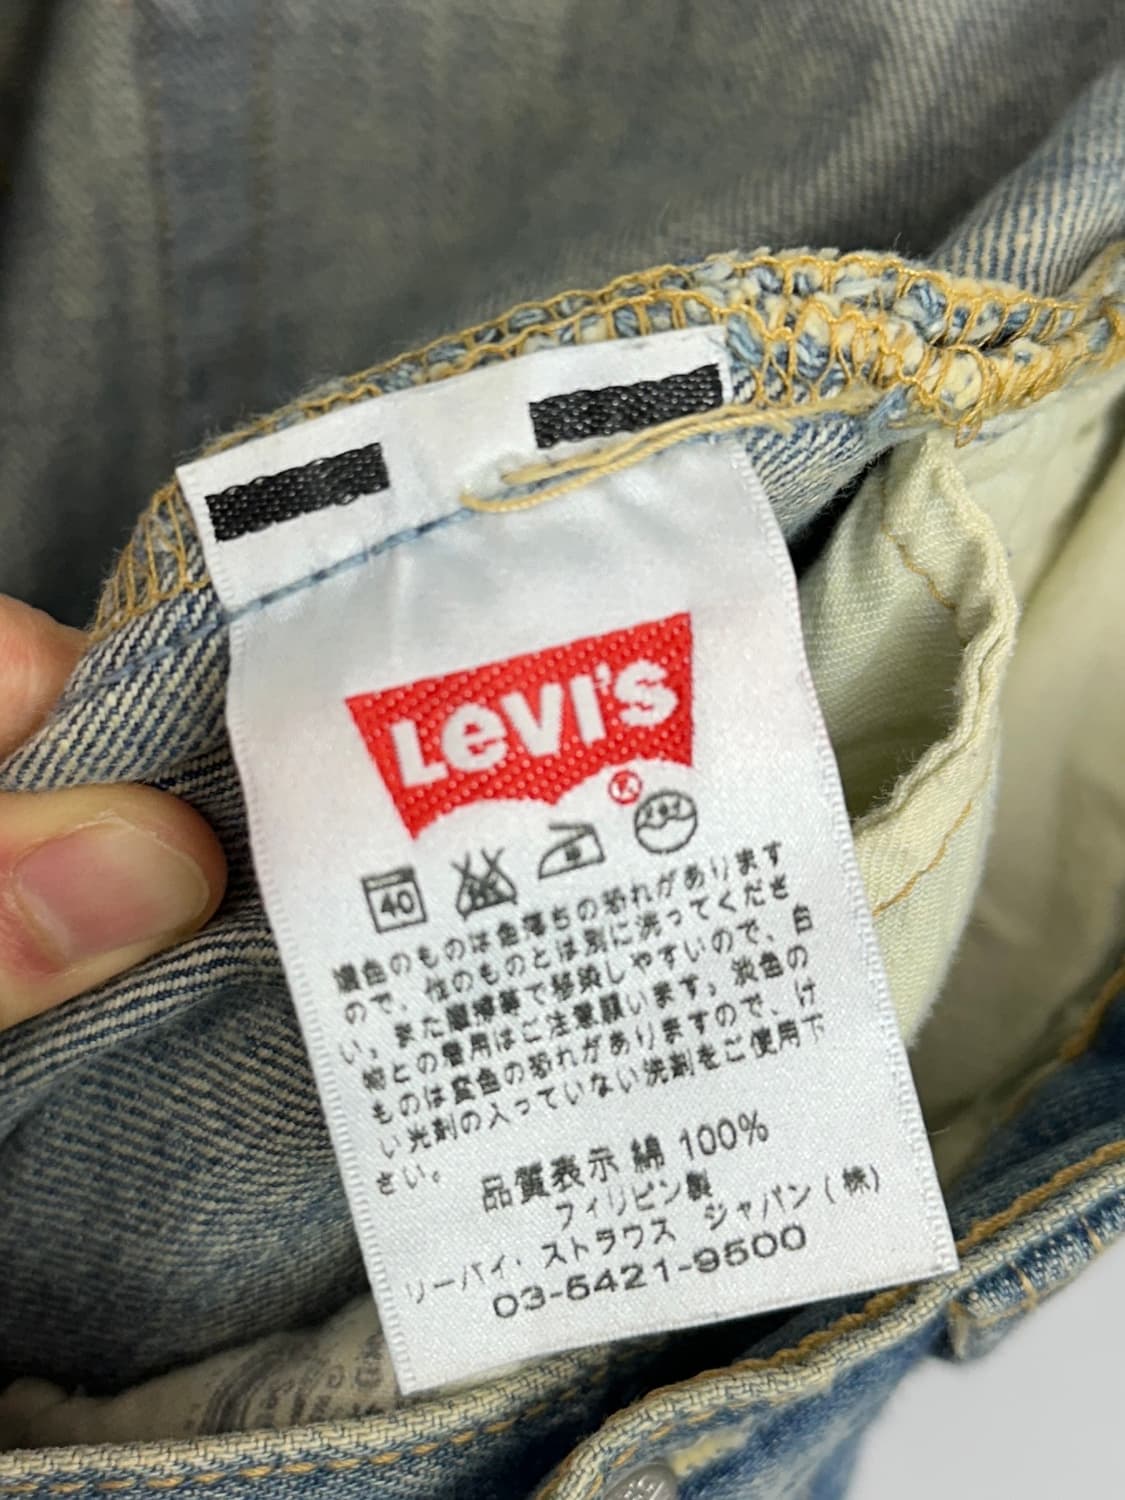 LEVI'S
R
40
エンソ
ドライ
濃色のものは色落ちの恐れがあります
ので、他のものとは別に洗ってくださ
い。また摩擦等で移染しやすいので、白
物との着用はご注意願います。淡色の
ものは変色の恐れがありますので、け
い光剤の入っていない洗剤をご使用下
さい。
品質表示 綿 100%
フィリピン製
リーバイ・ストラウス ジャパン(株)
03-5421-9500